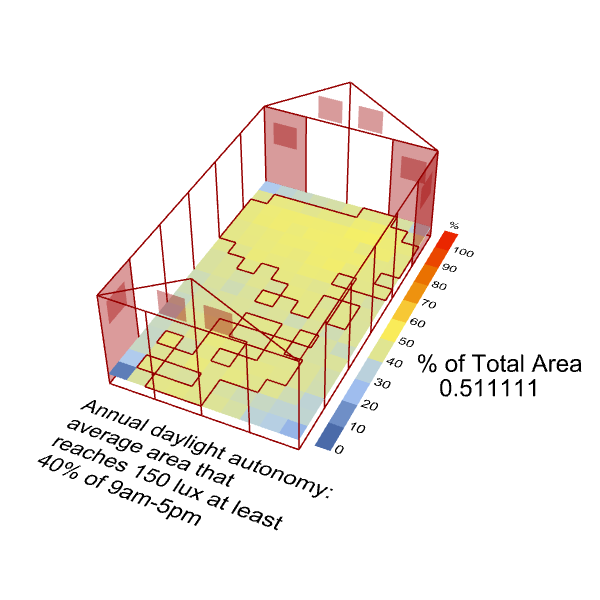 %
100
90
80
70
60
50
40
30
20
10
0
% of Total Area
0.511111
Annual daylight autonomy:
average area that
reaches 150 lux at least
40% of 9am-5pm